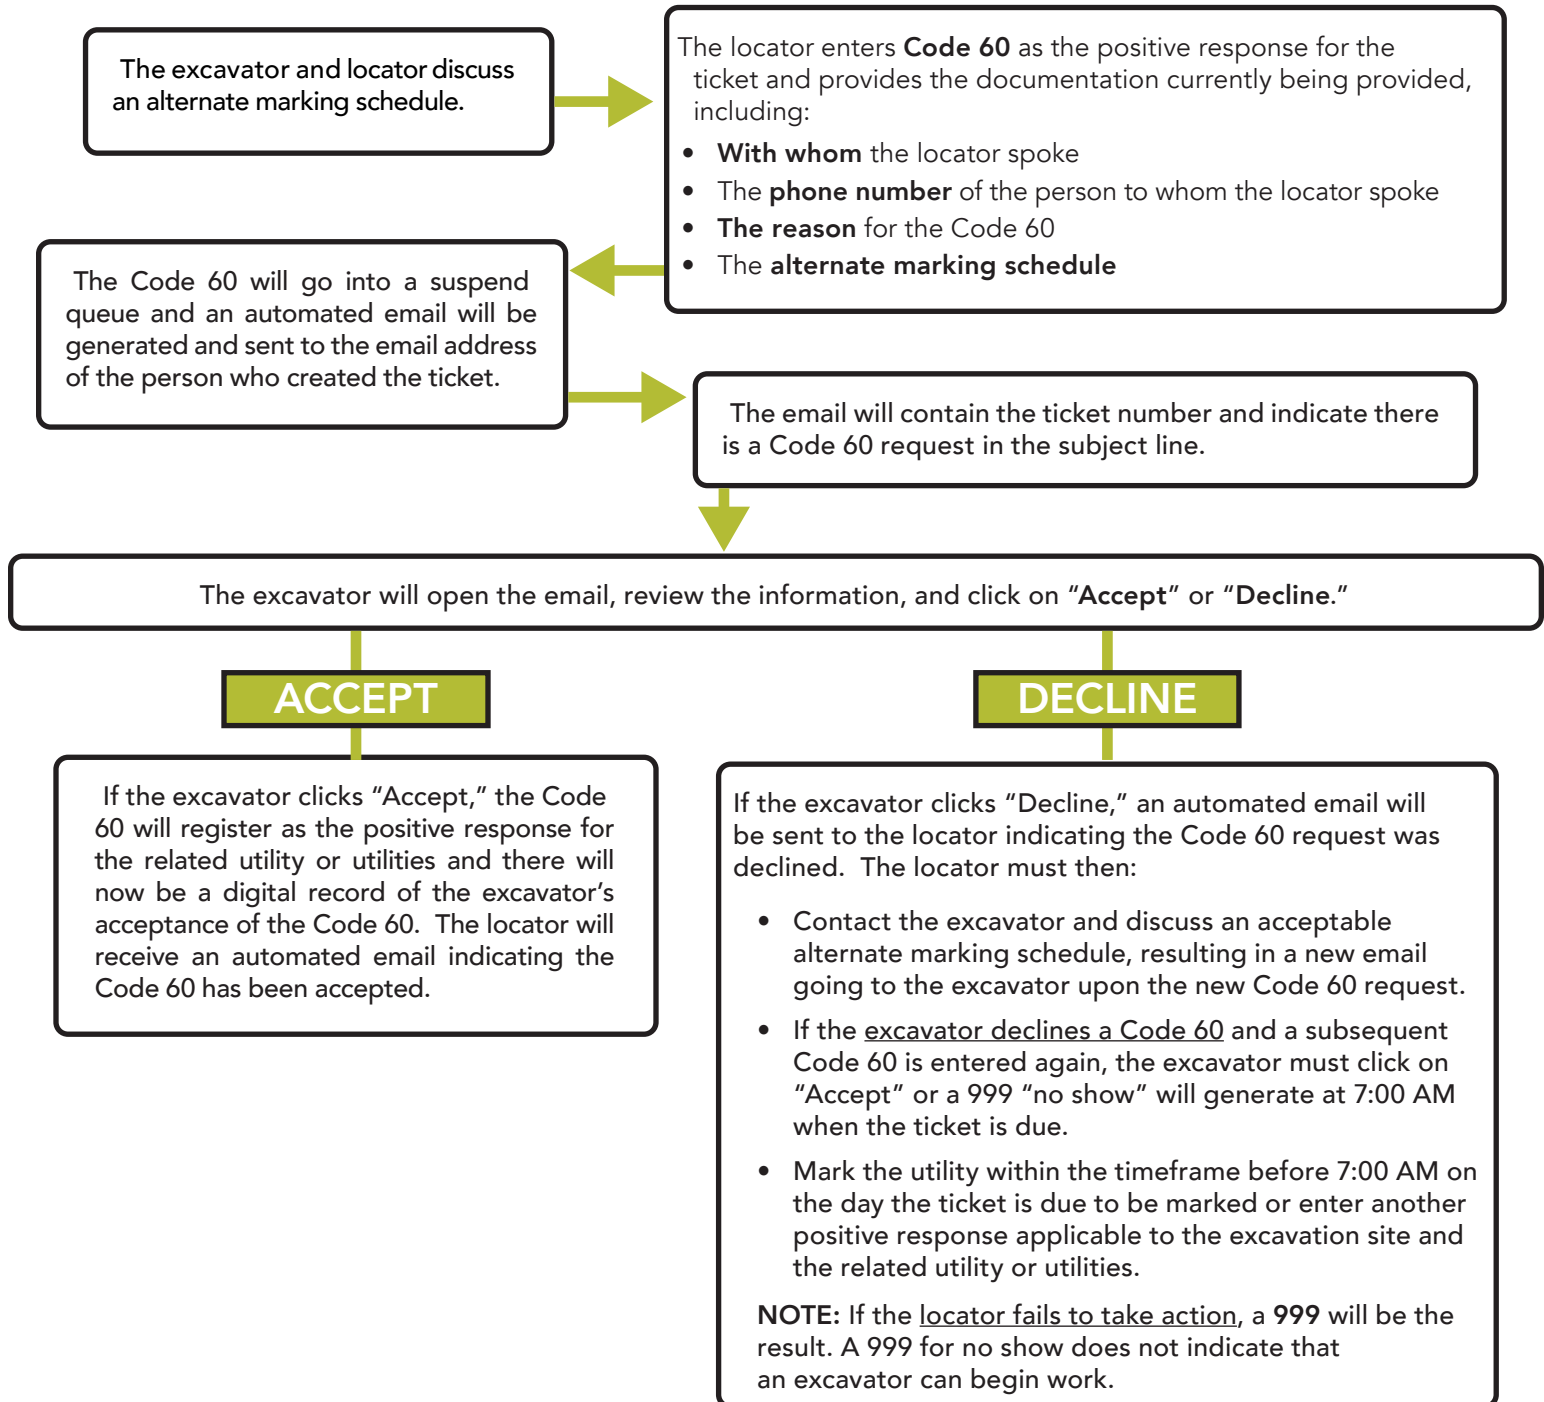 The excavator and locator discuss
an alternate marking schedule.
The locator enters Code 60 as the positive response for the
ticket and provides the documentation currently being provided,
including:
• With whom the locator spoke
• The phone number of the person to whom the locator spoke
• The reason for the Code 60
• The alternate marking schedule
The Code 60 will go into a suspend
queue and an automated email will be
generated and sent to the email address
of the person who created the ticket.
The email will contain the ticket number and indicate there
is a Code 60 request in the subject line.
The excavator will open the email, review the information, and click on “Accept” or “Decline.”
ACCEPT
If the excavator clicks “Accept,” the Code
60 will register as the positive response for
the related utility or utilities and there will
now be a digital record of the excavator’s
acceptance of the Code 60. The locator will
receive an automated email indicating the
Code 60 has been accepted.
DECLINE
If the excavator clicks “Decline,” an automated email will
be sent to the locator indicating the Code 60 request was
declined. The locator must then:
• Contact the excavator and discuss an acceptable
alternate marking schedule, resulting in a new email
going to the excavator upon the new Code 60 request.
• If the excavator declines a Code 60 and a subsequent
Code 60 is entered again, the excavator must click on
“Accept” or a 999 “no show” will generate at 7:00 AM
when the ticket is due.
• Mark the utility within the timeframe before 7:00 AM on
the day the ticket is due to be marked or enter another
positive response applicable to the excavation site and
the related utility or utilities.
NOTE: If the locator fails to take action, a 999 will be the
result. A 999 for no show does not indicate that
an excavator can begin work.